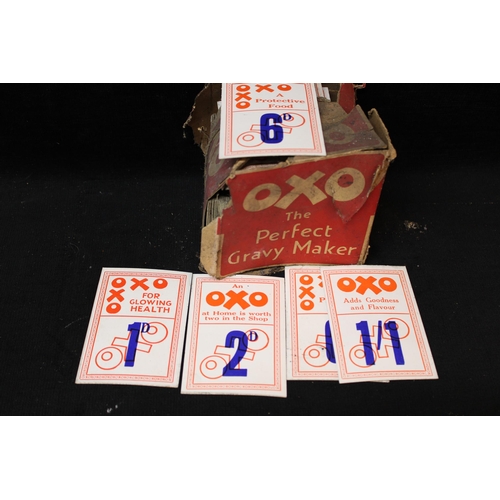 OXO
A
Protective
Food
6D
OXO
The
Perfect
Gravy Maker
OXO
XO
FOR
GLOWING
HEALTH
1D
An
OXO
at Home is worth
two in the Shop
2D
OXO
Adds Goodness
and Flavour
1/1